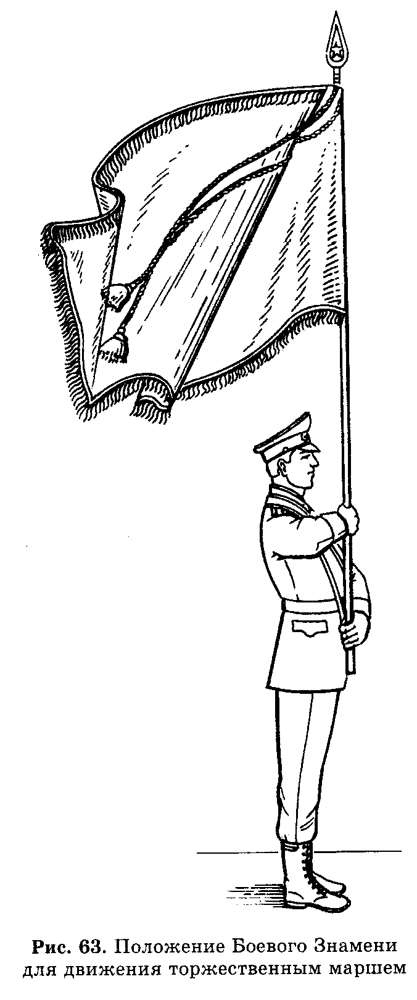 Рис. 63. Положение Боевого Знамени
для движения торжественным маршем